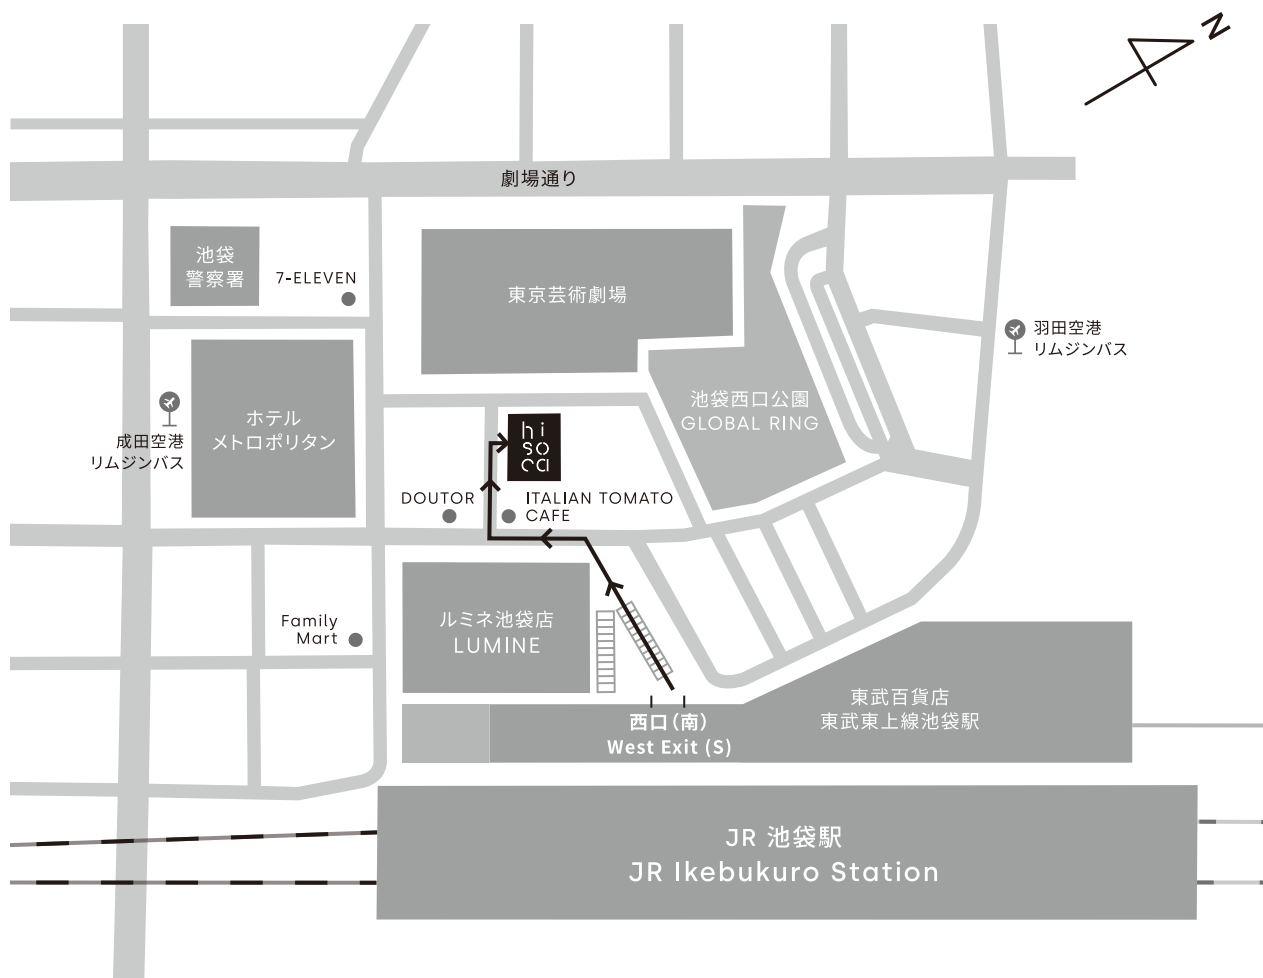 N
劇場通り
池袋
警察署
7-ELEVEN
東京芸術劇場
羽田空港
リムジンバス
池袋西口公園
GLOBAL RING
ホテル
メトロポリタン
成田空港
リムジンバス
hi
so
ca
DOUTOR
ITALIAN TOMATO
CAFE
ルミネ池袋店
LUMINE
Family
Mart
西口(南)
West Exit (S)
東武百貨店
東武東上線池袋駅
JR 池袋駅
JR Ikebukuro Station